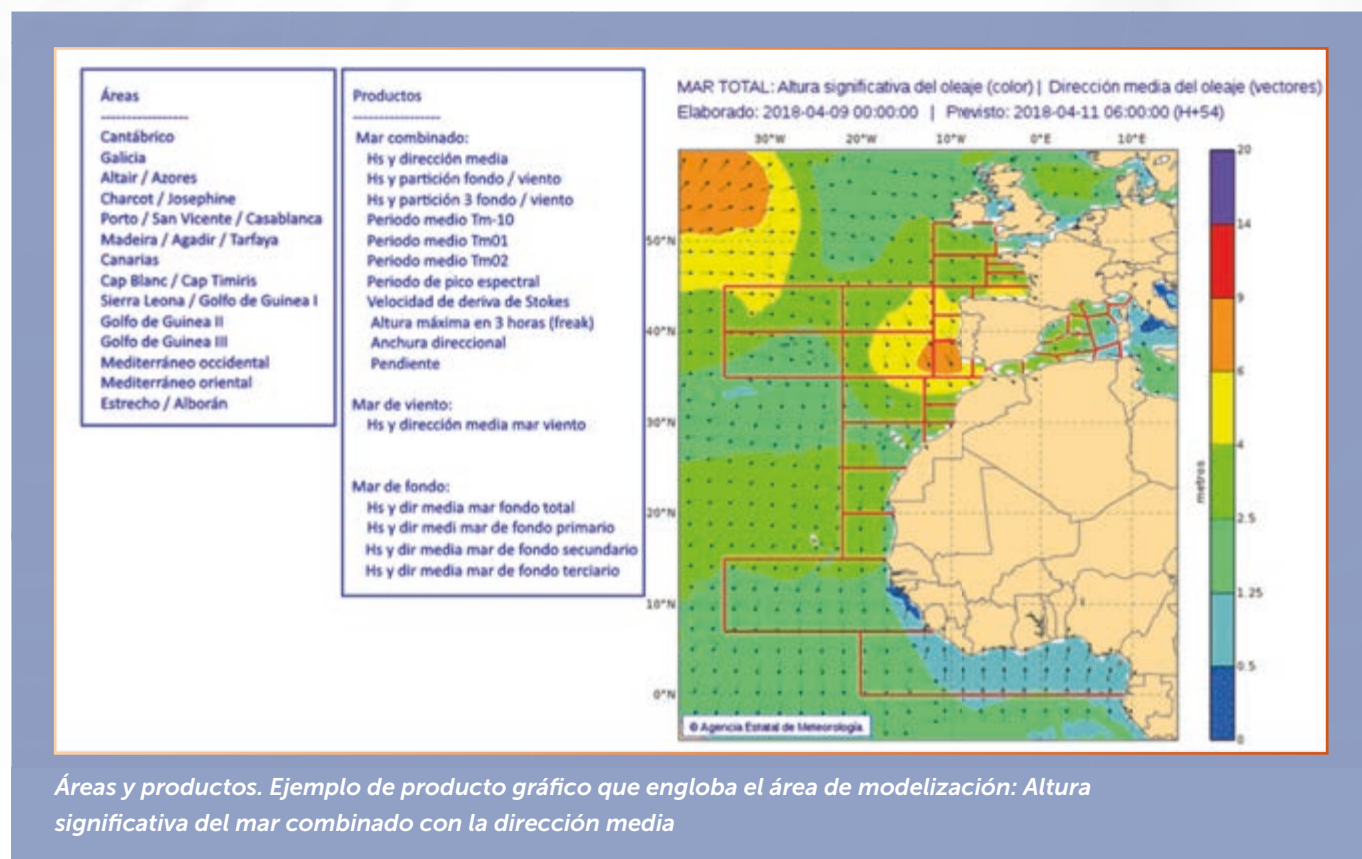 Áreas
-----------------
Cantábrico
Galicia
Altair / Azores
Charcot / Josephine
Porto / San Vicente / Casablanca
Madeira / Agadir / Tarfaya
Canarias
Cap Blanc / Cap Timiris
Sierra Leona / Golfo de Guinea I
Golfo de Guinea II
Golfo de Guinea III
Mediterráneo occidental
Mediterráneo oriental
Estrecho / Alborán
Productos
-----------------
Mar combinado:
Hs y dirección media
Hs y partición fondo / viento
Hs y partición 3 fondo / viento
Periodo medio Tm-10
Periodo medio Tm01
Periodo medio Tm02
Periodo de pico espectral
Velocidad de deriva de Stokes
Altura máxima en 3 horas (freak)
Anchura direccional
Pendiente
Mar de viento:
Hs y dirección media mar viento
Mar de fondo:
Hs y dir media mar fondo total
Hs y dir medi mar de fondo primario
Hs y dir media mar de fondo secundario
Hs y dir media mar de fondo terciario
MAR TOTAL: Altura significativa del oleaje (color) | Dirección media del oleaje (vectores)
Elaborado: 2018-04-09 00:00:00 | Previsto: 2018-04-11 06:00:00 (H+54)
30°W 20°W 10°W 0°E 10°E
50°N
40°N
30°N
20°N
10°N
0°N
© Agencia Estatal de Meteorología
20
14
9
6
4
2.5
1.25
0.5
0
metros
Áreas y productos. Ejemplo de producto gráfico que engloba el área de modelización: Altura
significativa del mar combinado con la dirección media